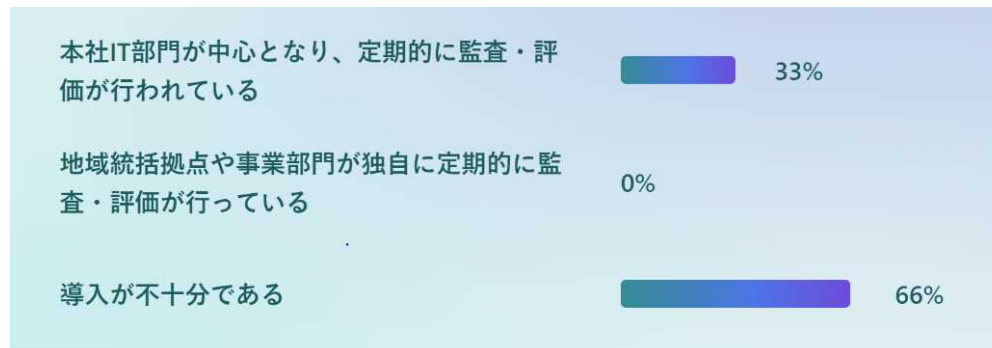 本社IT部門が中心となり、定期的に監査・評
価が行われている
33%
地域統括拠点や事業部門が独自に定期的に監
査・評価が行っている
0%
導入が不十分である
66%